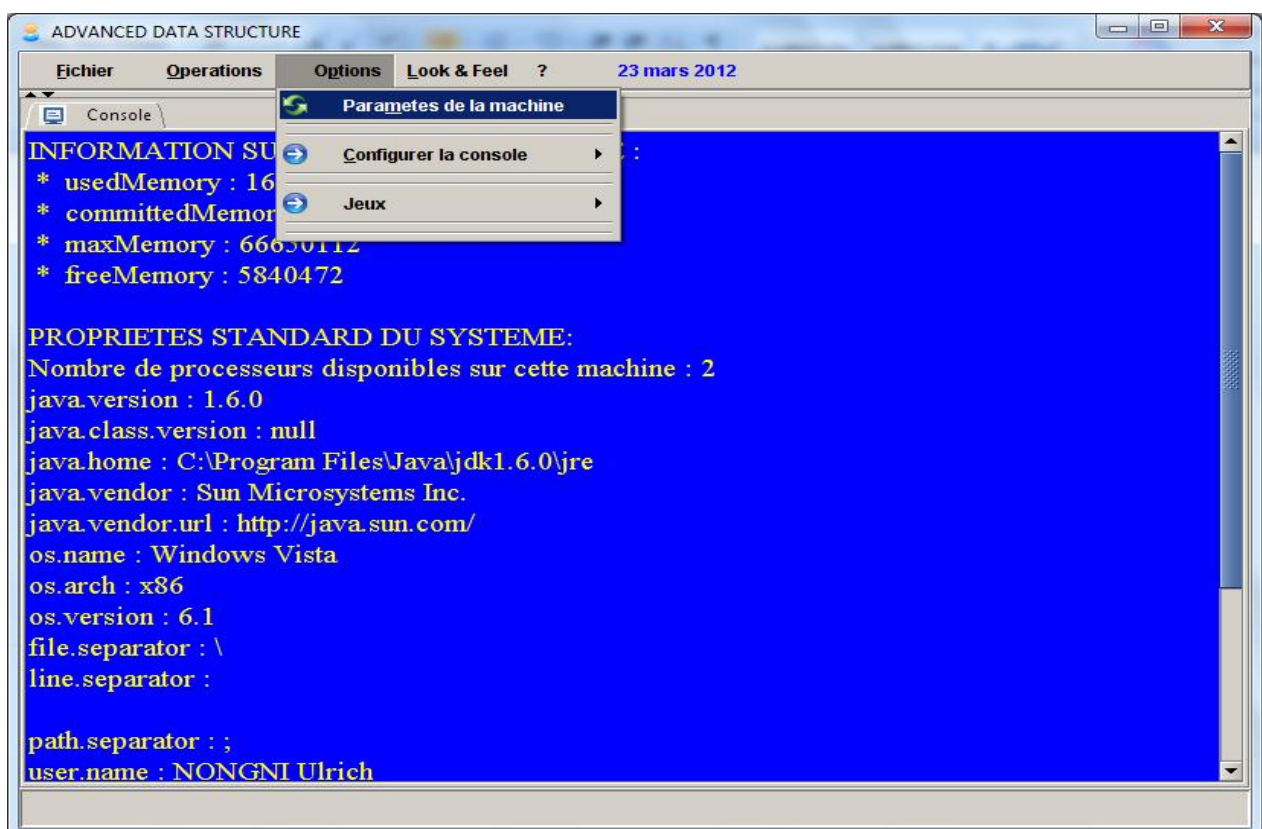 ADVANCED DATA STRUCTURE
Fichier Operations Options Look & Feel ? 23 mars 2012
Parametes de la machine
Configurer la console
Jeux
Console
INFORMATION SU :
* usedMemory : 16
* committedMemor
* maxMemory : 66650112
* freeMemory : 5840472
PROPRIETES STANDARD DU SYSTEME:
Nombre de processeurs disponibles sur cette machine : 2
java.version : 1.6.0
java.class.version : null
java.home : C:\Program Files\Java\jdk1.6.0\jre
java.vendor : Sun Microsystems Inc.
java.vendor.url : http://java.sun.com/
os.name : Windows Vista
os.arch : x86
os.version : 6.1
file.separator : \
line.separator :
path.separator : ;
user.name : NONGNI Ulrich